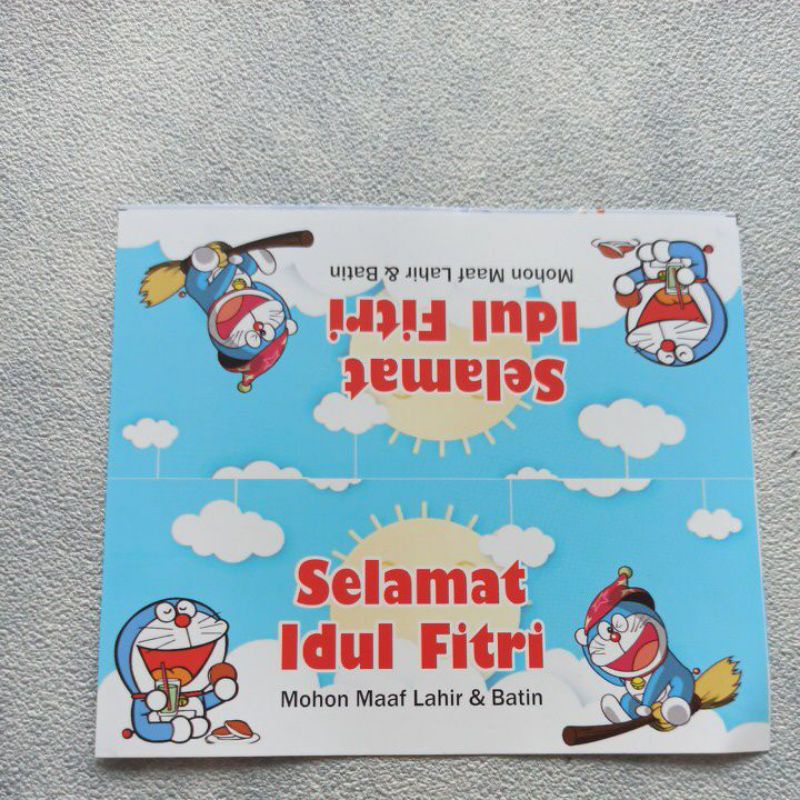 Mohon Maaf Lahir & Batin
Idul Fitri
Selamat
Selamat
Idul Fitri
Mohon Maaf Lahir & Batin